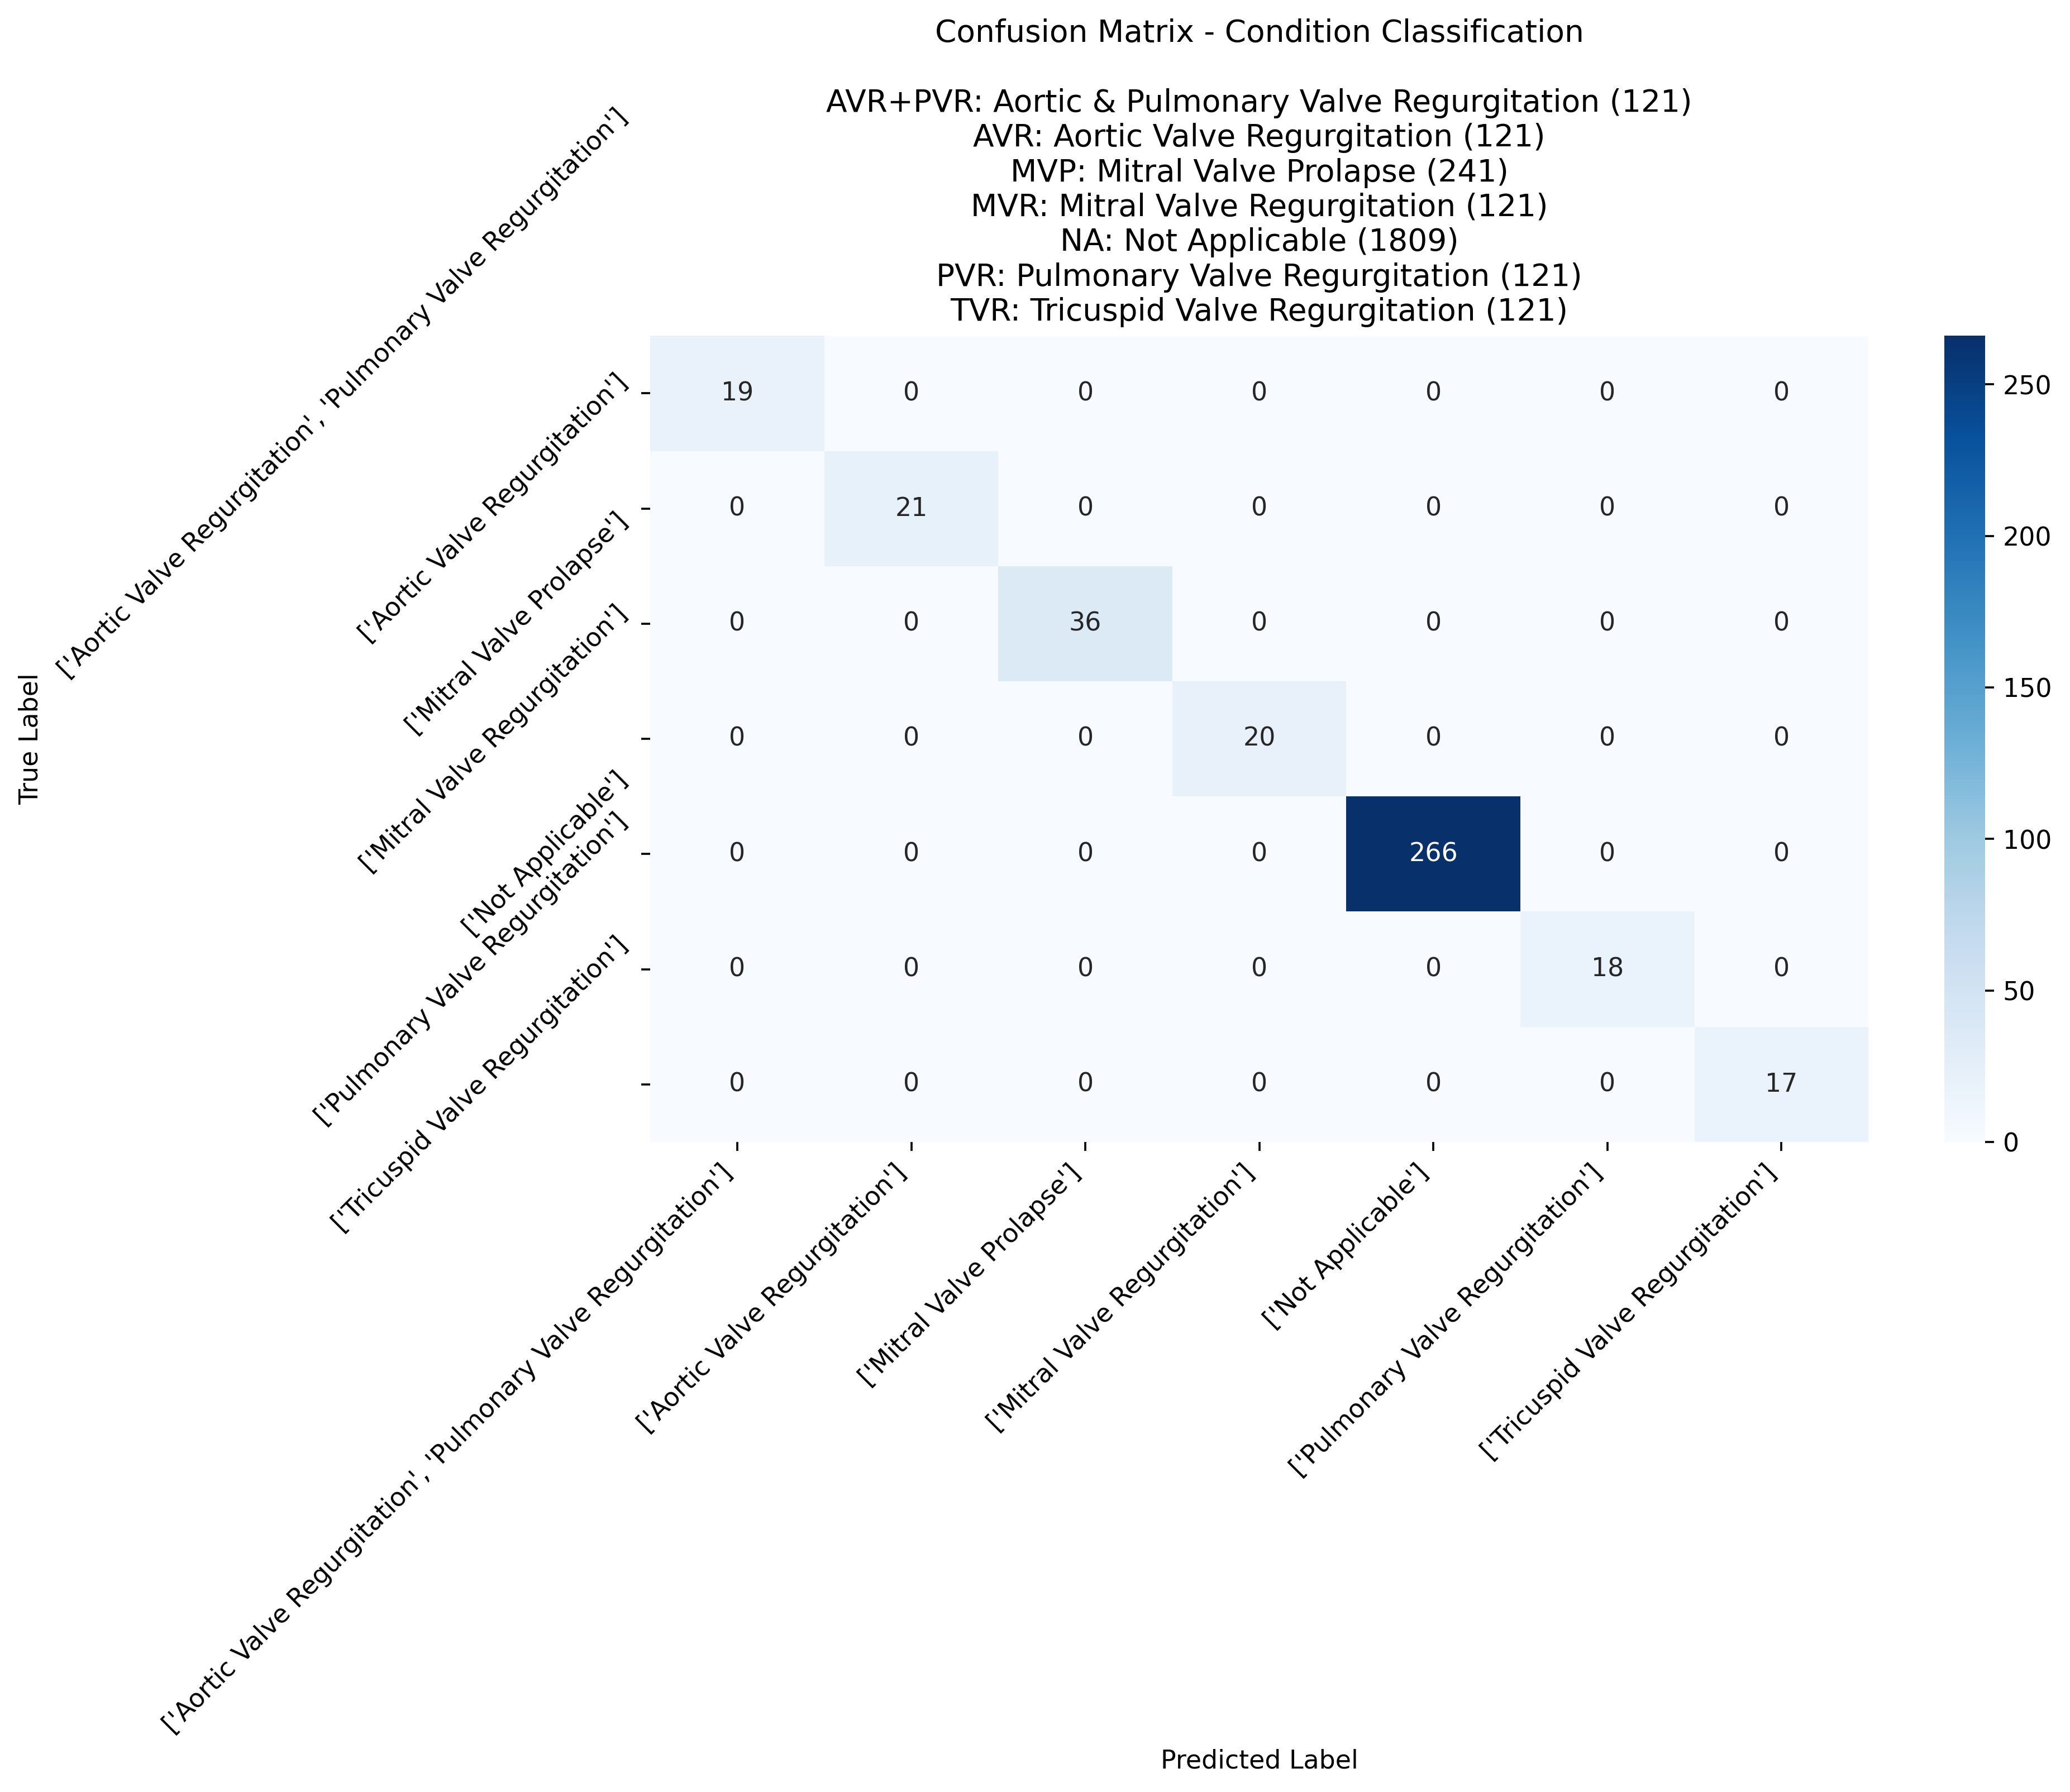 Confusion Matrix - Condition Classification
AVR+PVR: Aortic & Pulmonary Valve Regurgitation (121)
AVR: Aortic Valve Regurgitation (121)
MVP: Mitral Valve Prolapse (241)
MVR: Mitral Valve Regurgitation (121)
NA: Not Applicable (1809)
PVR: Pulmonary Valve Regurgitation (121)
TVR: Tricuspid Valve Regurgitation (121)
True Label
['Aortic Valve Regurgitation', 'Pulmonary Valve Regurgitation']
['Aortic Valve Regurgitation']
['Mitral Valve Prolapse']
['Mitral Valve Regurgitation']
['Not Applicable']
['Pulmonary Valve Regurgitation']
['Tricuspid Valve Regurgitation']
19 0 0 0 0 0 0
0 21 0 0 0 0 0
0 0 36 0 0 0 0
0 0 0 20 0 0 0
0 0 0 0 266 0 0
0 0 0 0 0 18 0
0 0 0 0 0 0 17
250
200
150
100
50
0
['Aortic Valve Regurgitation', 'Pulmonary Valve Regurgitation']
['Aortic Valve Regurgitation']
['Mitral Valve Prolapse']
['Mitral Valve Regurgitation']
['Not Applicable']
['Pulmonary Valve Regurgitation']
['Tricuspid Valve Regurgitation']
Predicted Label